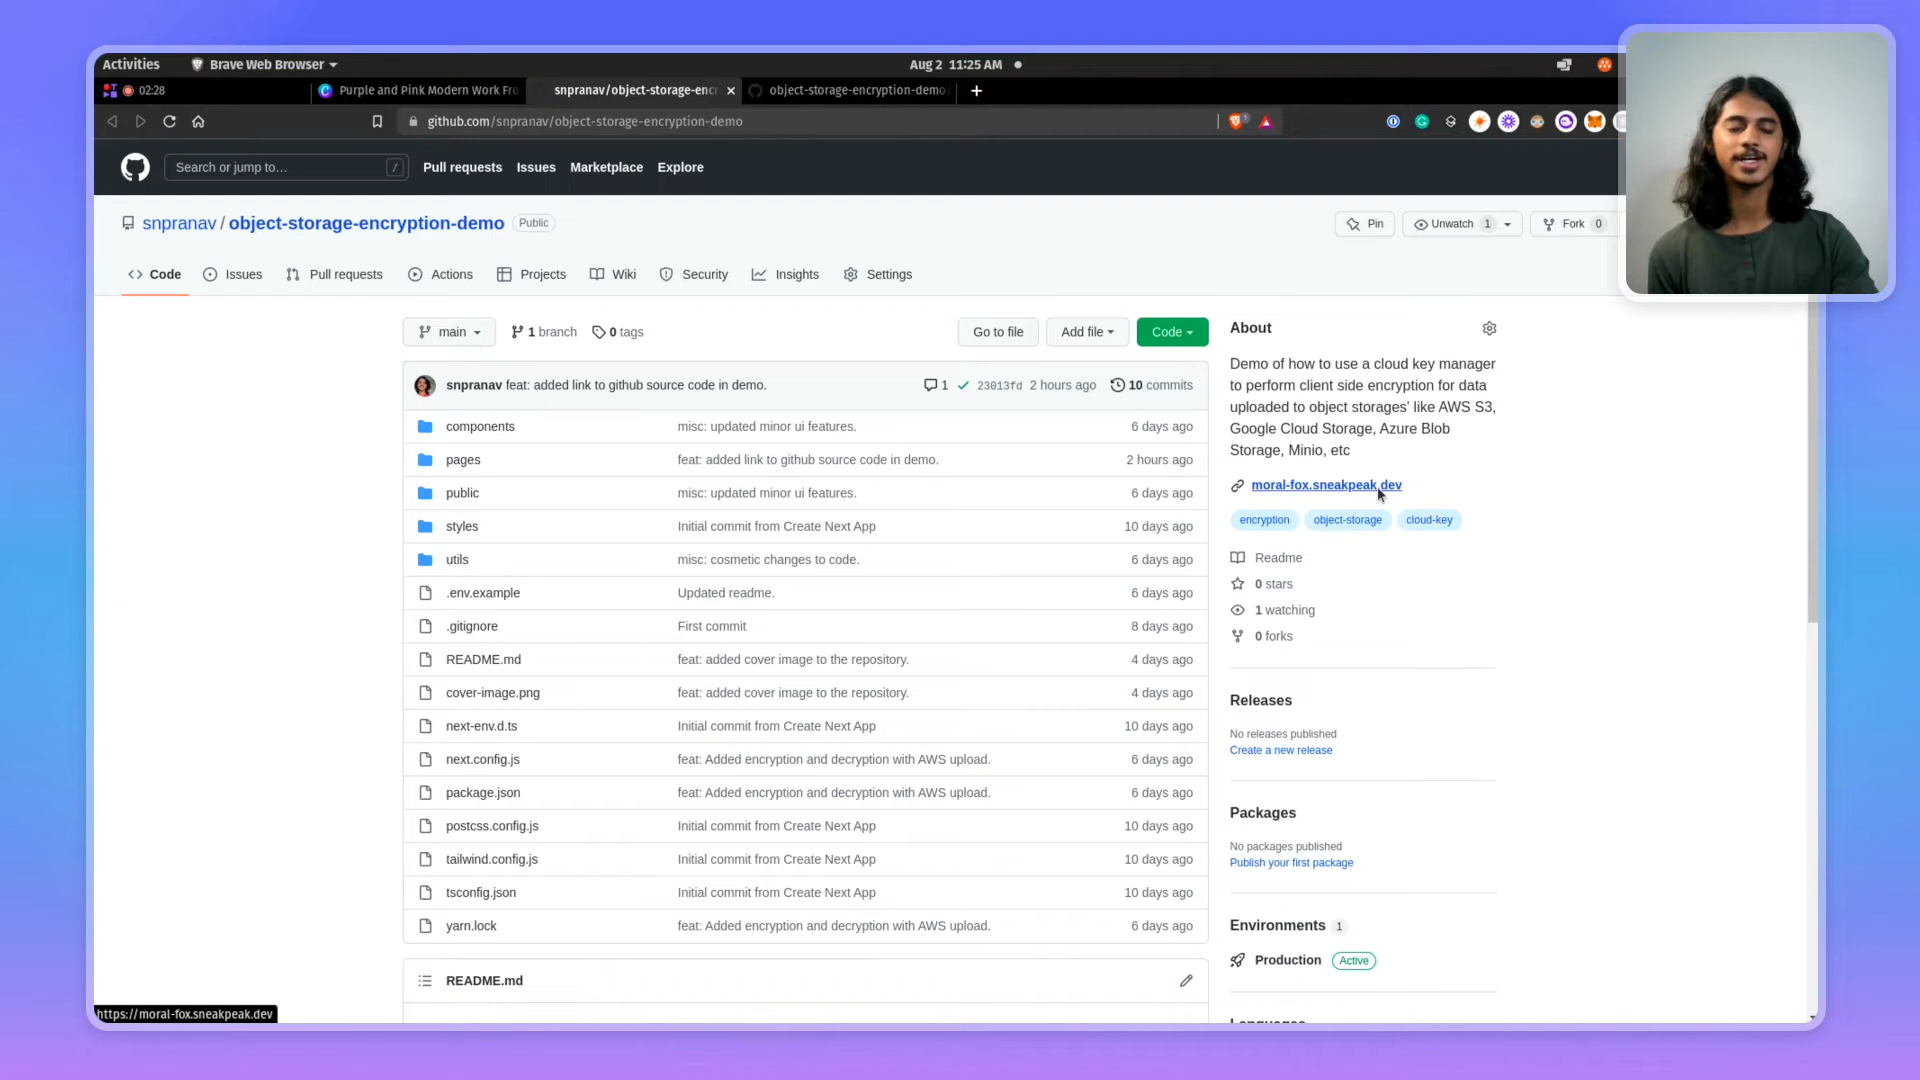 Activities
Brave Web Browser
Aug 2 11:25 AM
02:28
Purple and Pink Modern Work Fro
snpranav/object-storage-enc
object-storage-encryption-demo
github.com/snpranav/object-storage-encryption-demo
Search or jump to…
/
Pull requests
Issues
Marketplace
Explore
snpranav / object-storage-encryption-demo
Public
Pin
Unwatch 1
Fork 0
Code
Issues
Pull requests
Actions
Projects
Wiki
Security
Insights
Settings
main
1 branch
0 tags
Go to file
Add file
Code
snpranav feat: added link to github source code in demo.
1
23013fd 2 hours ago
10 commits
components misc: updated minor ui features. 6 days ago
pages feat: added link to github source code in demo. 2 hours ago
public misc: updated minor ui features. 6 days ago
styles Initial commit from Create Next App 10 days ago
utils misc: cosmetic changes to code. 6 days ago
.env.example Updated readme. 6 days ago
.gitignore First commit 8 days ago
README.md feat: added cover image to the repository. 4 days ago
cover-image.png feat: added cover image to the repository. 4 days ago
next-env.d.ts Initial commit from Create Next App 10 days ago
next.config.js feat: Added encryption and decryption with AWS upload. 6 days ago
package.json feat: Added encryption and decryption with AWS upload. 6 days ago
postcss.config.js Initial commit from Create Next App 10 days ago
tailwind.config.js Initial commit from Create Next App 10 days ago
tsconfig.json Initial commit from Create Next App 10 days ago
yarn.lock feat: Added encryption and decryption with AWS upload. 6 days ago
README.md
About
Demo of how to use a cloud key manager
to perform client side encryption for data
uploaded to object storages' like AWS S3,
Google Cloud Storage, Azure Blob
Storage, Minio, etc
moral-fox.sneakpeak.dev
encryption
object-storage
cloud-key
Readme
0 stars
1 watching
0 forks
Releases
No releases published
Create a new release
Packages
No packages published
Publish your first package
Environments 1
Production
Active
Languages
https://moral-fox.sneakpeak.dev